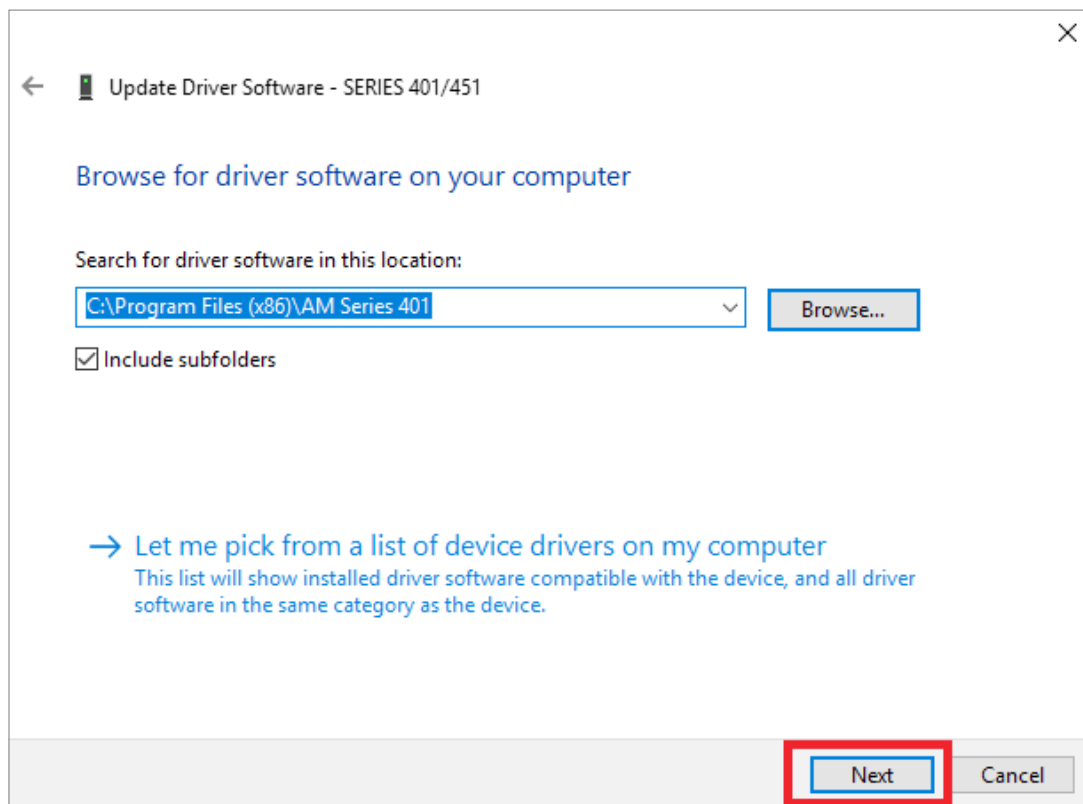 Update Driver Software - SERIES 401/451
Browse for driver software on your computer
Search for driver software in this location:
C:\Program Files (x86)\AM Series 401
Browse...
Include subfolders
Let me pick from a list of device drivers on my computer
This list will show installed driver software compatible with the device, and all driver
software in the same category as the device.
Next
Cancel